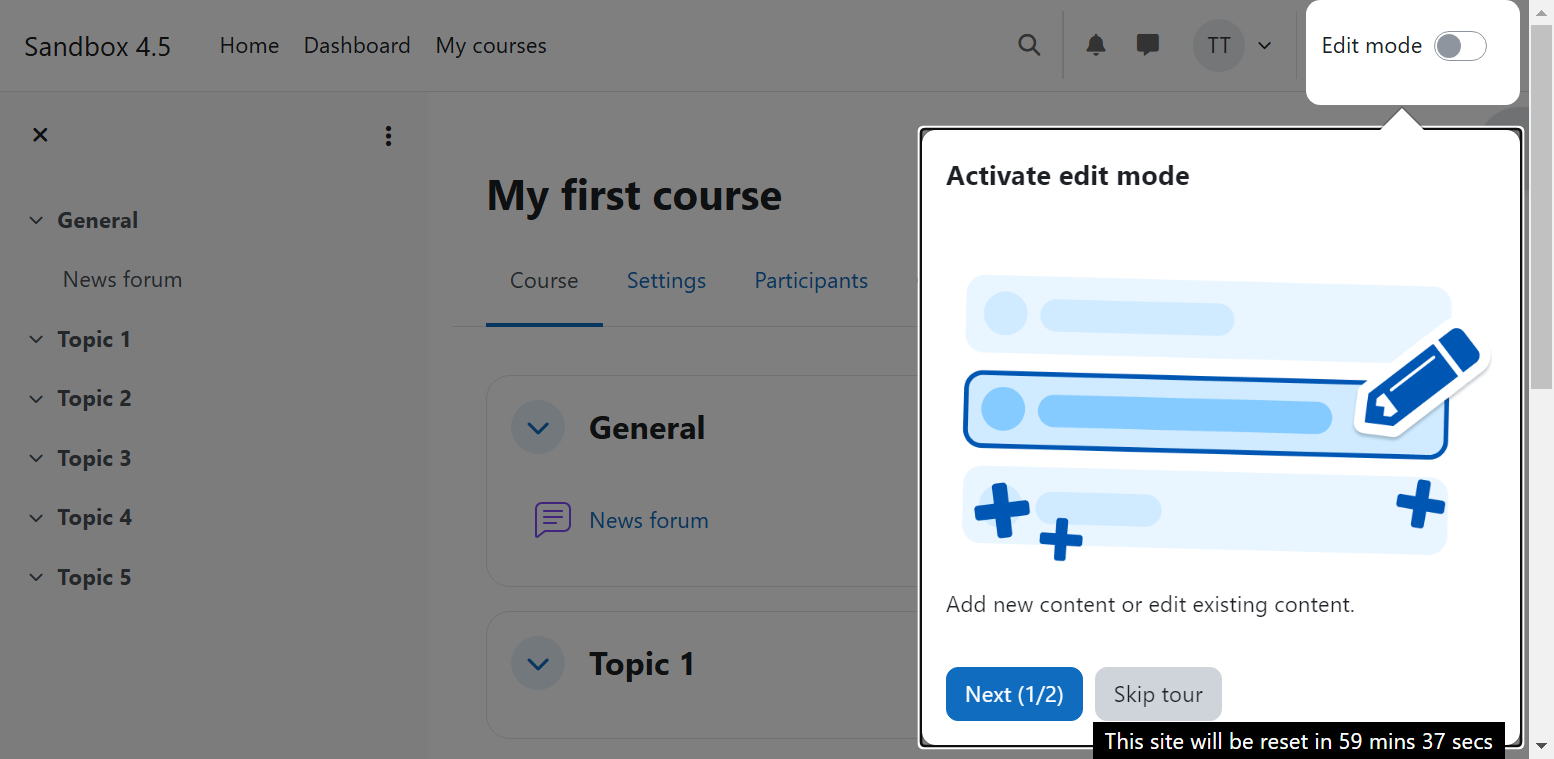 Sandbox 4.5 Home Dashboard My courses TT Edit mode
General
News forum
Topic 1
Topic 2
Topic 3
Topic 4
Topic 5
My first course
Course Settings Participants
General
News forum
Topic 1
Activate edit mode
Add new content or edit existing content.
Next (1/2) Skip tour
This site will be reset in 59 mins 37 secs